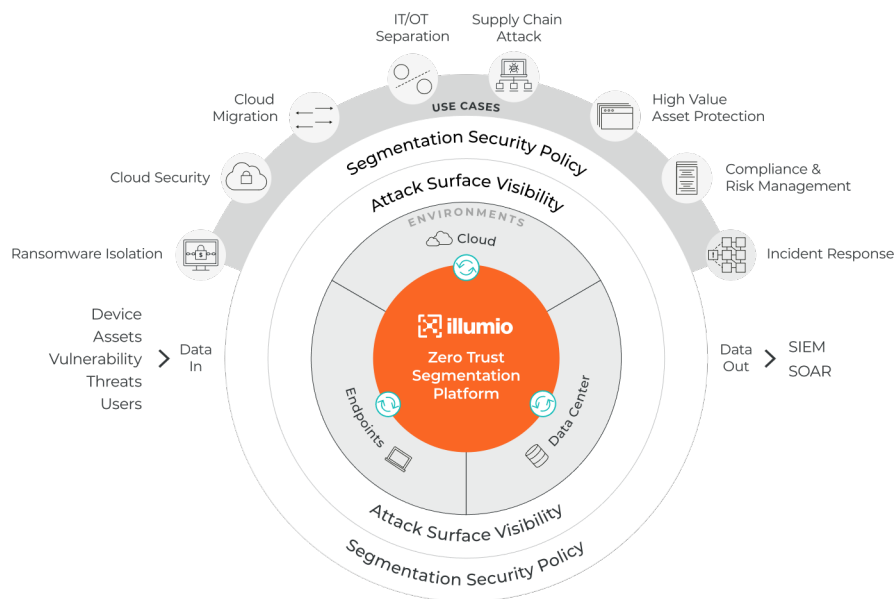 IT/OT
Separation
Supply Chain
Attack
Cloud
Migration
USE CASES
High Value
Asset Protection
Segmentation Security Policy
Cloud Security
Attack Surface Visibility
Compliance &
Risk Management
ENVIRONMENTS
Cloud
Ransomware Isolation
Incident Response
Device
Assets
Vulnerability
Threats
Users
Data
In
illumio
Zero Trust
Segmentation
Platform
Endpoints
Data Center
Data
Out
SIEM
SOAR
Attack Surface Visibility
Segmentation Security Policy